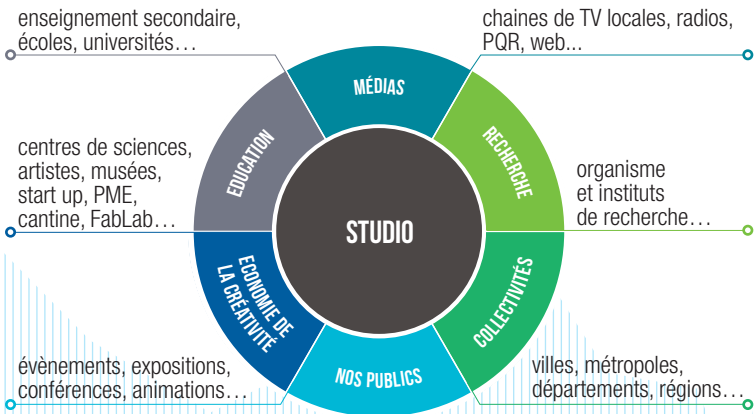 enseignement secondaire,
écoles, universités…
chaines de TV locales, radios,
PQR, web...
MÉDIAS
EDUCATION
RECHERCHE
centres de sciences,
artistes, musées,
start up, PME,
cantine, FabLab…
organisme
et instituts
de recherche…
STUDIO
ECONOMIE DE
LA CRÉATIVITÉ
COLLECTIVITÉS
NOS PUBLICS
évènements, expositions,
conférences, animations…
villes, métropoles,
départements, régions…